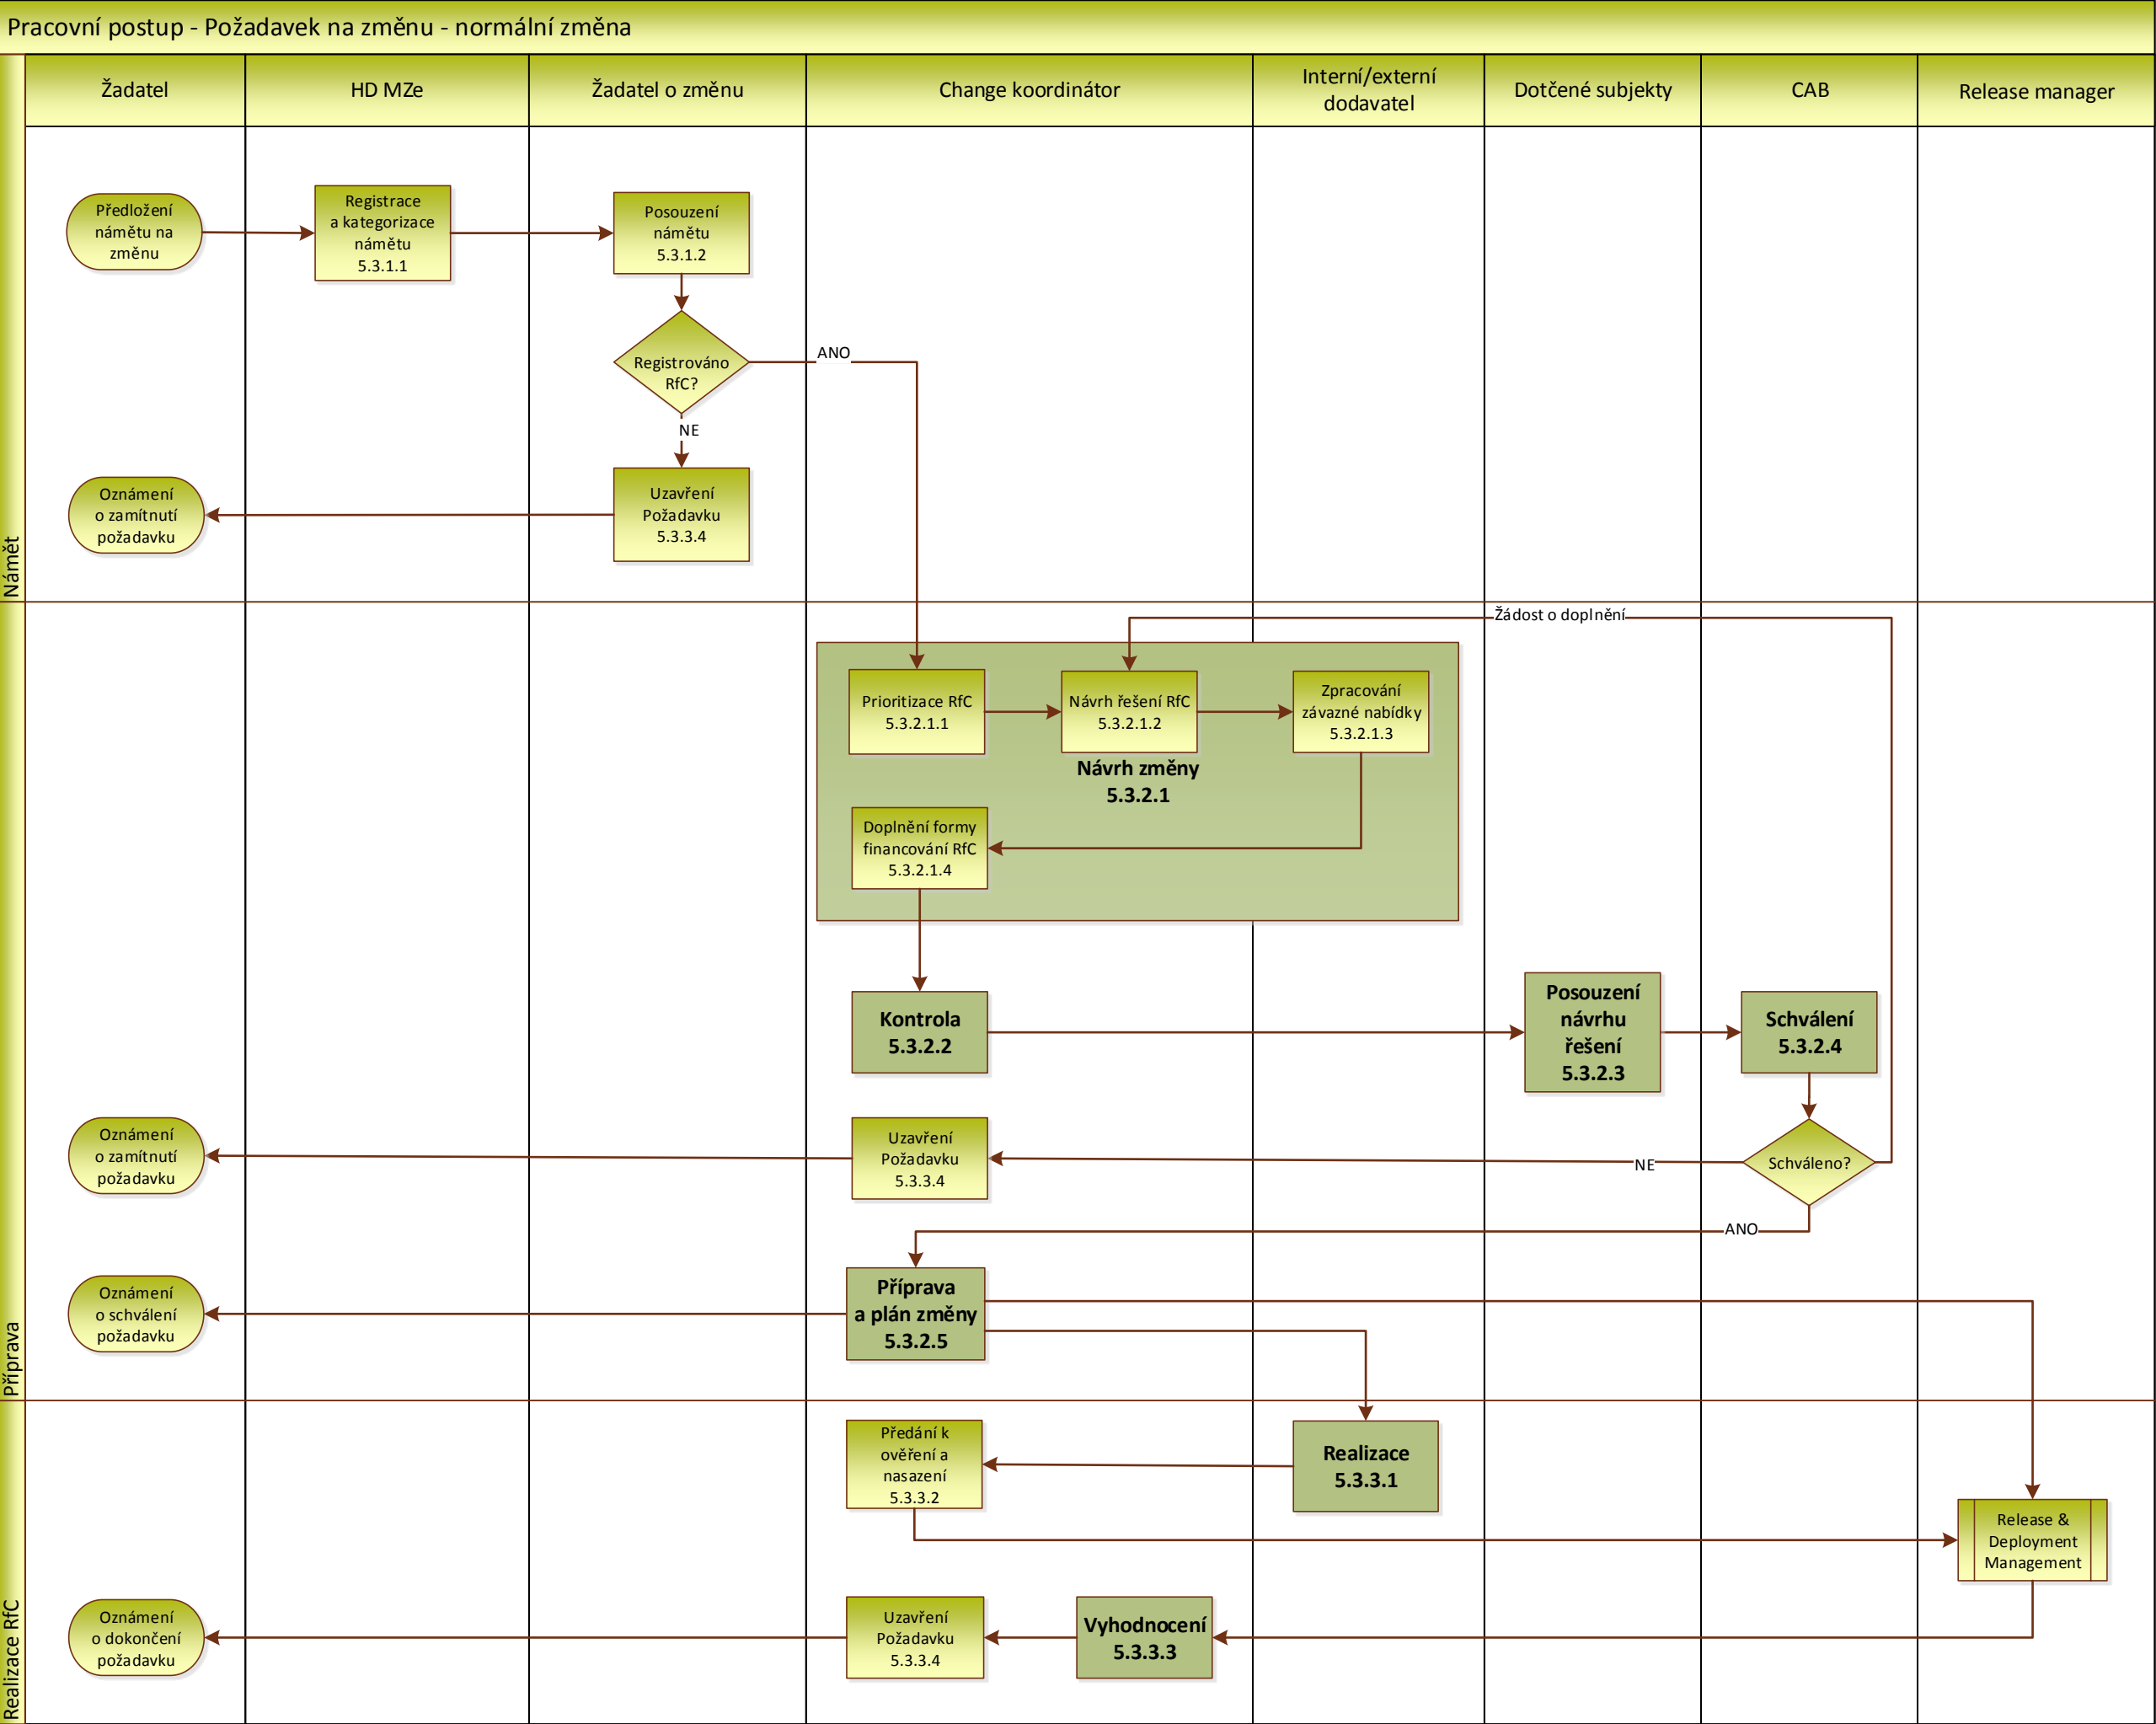 Pracovní postup - Požadavek na změnu - normální změna
Žadatel
HD MZe
Žadatel o změnu
Change koordinátor
Interní/externí
dodavatel
Dotčené subjekty
CAB
Release manager
Námět
Předložení
námětu na
změnu
Registrace
a kategorizace
námětu
5.3.1.1
Posouzení
námětu
5.3.1.2
Registrováno
RfC?
ANO
NE
Uzavření
Požadavku
5.3.3.4
Oznámení
o zamítnutí
požadavku
Příprava
Žádost o doplnění
Prioritizace RfC
5.3.2.1.1
Návrh řešení RfC
5.3.2.1.2
Zpracování
závazné nabídky
5.3.2.1.3
Návrh změny
5.3.2.1
Doplnění formy
financování RfC
5.3.2.1.4
Kontrola
5.3.2.2
Posouzení
návrhu
řešení
5.3.2.3
Schválení
5.3.2.4
Schváleno?
NE
Uzavření
Požadavku
5.3.3.4
Oznámení
o zamítnutí
požadavku
ANO
Příprava
a plán změny
5.3.2.5
Oznámení
o schválení
požadavku
Realizace RfC
Předání k
ověření a
nasazení
5.3.3.2
Realizace
5.3.3.1
Release &
Deployment
Management
Vyhodnocení
5.3.3.3
Uzavření
Požadavku
5.3.3.4
Oznámení
o dokončení
požadavku